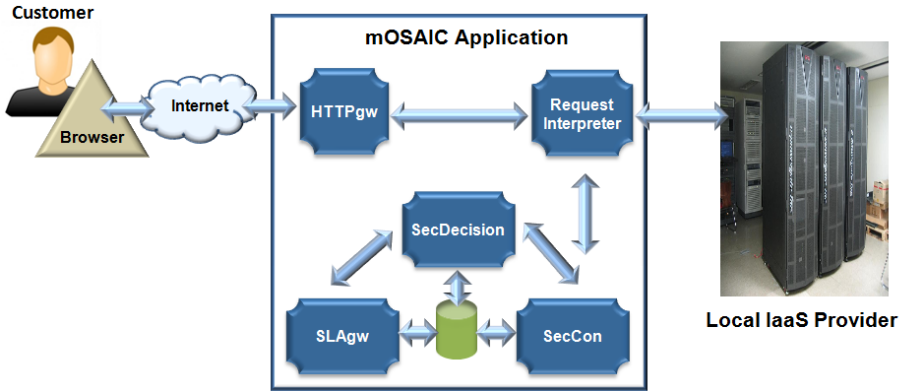 Customer
mOSAIC Application
Internet
HTTPgw
Request
Interpreter
Browser
SecDecision
SLAgw
SecCon
Local IaaS Provider